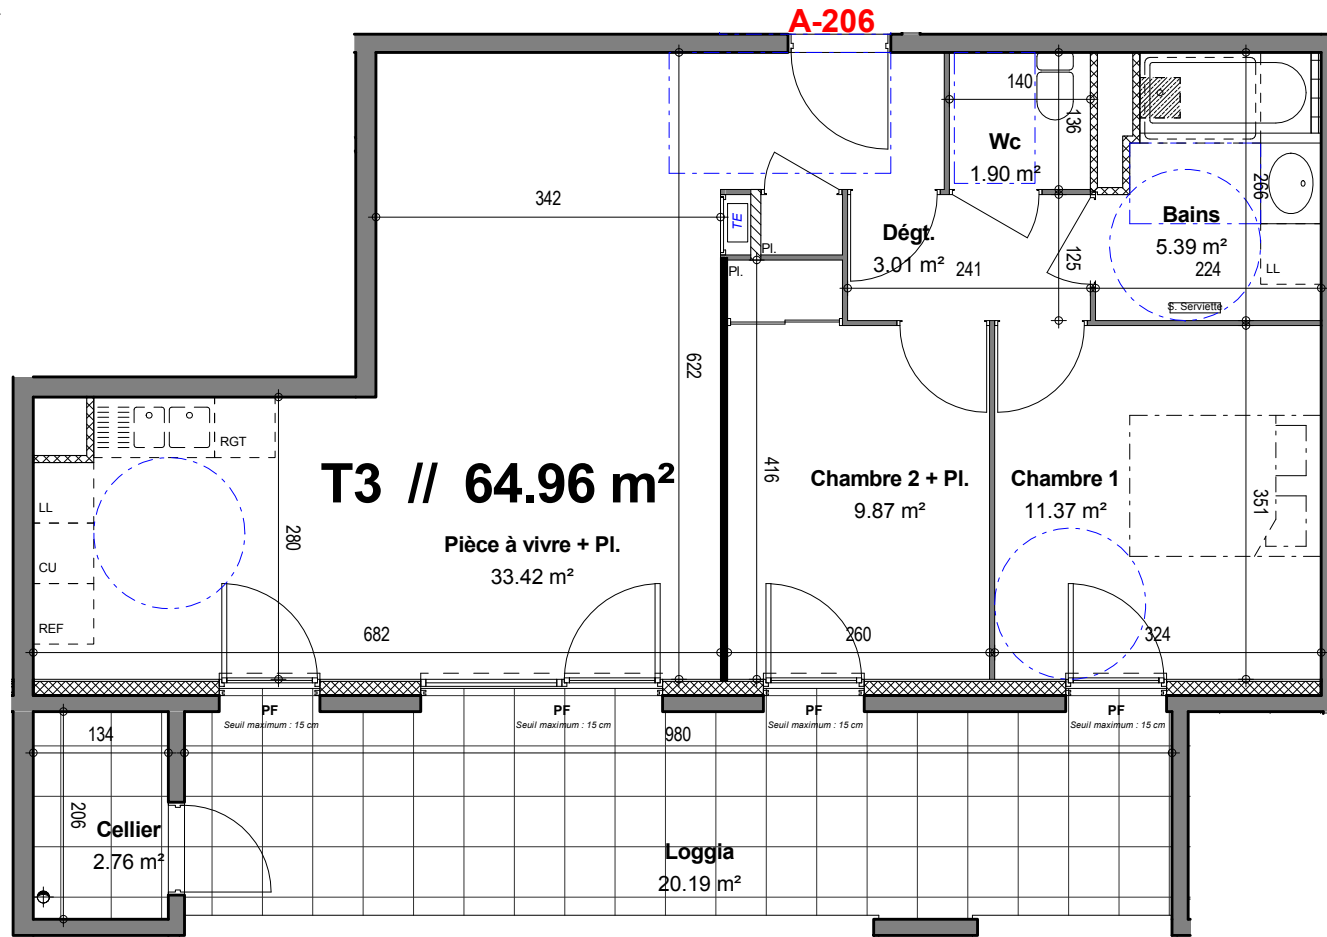 A-206
140
136
Wc
1.90 m²
266
Bains
5.39 m²
224
LL
S. Serviette
342
TE
Pl.
Pl.
Dégt.
3.01 m²
241
125
622
RGT
LL
CU
REF
280
T3 // 64.96 m²
Pièce à vivre + Pl.
33.42 m²
416
Chambre 2 + Pl.
9.87 m²
Chambre 1
11.37 m²
351
682
260
324
PF
Seuil maximum : 15 cm
PF
Seuil maximum : 15 cm
PF
Seuil maximum : 15 cm
PF
Seuil maximum : 15 cm
134
980
206
Cellier
2.76 m²
Loggia
20.19 m²